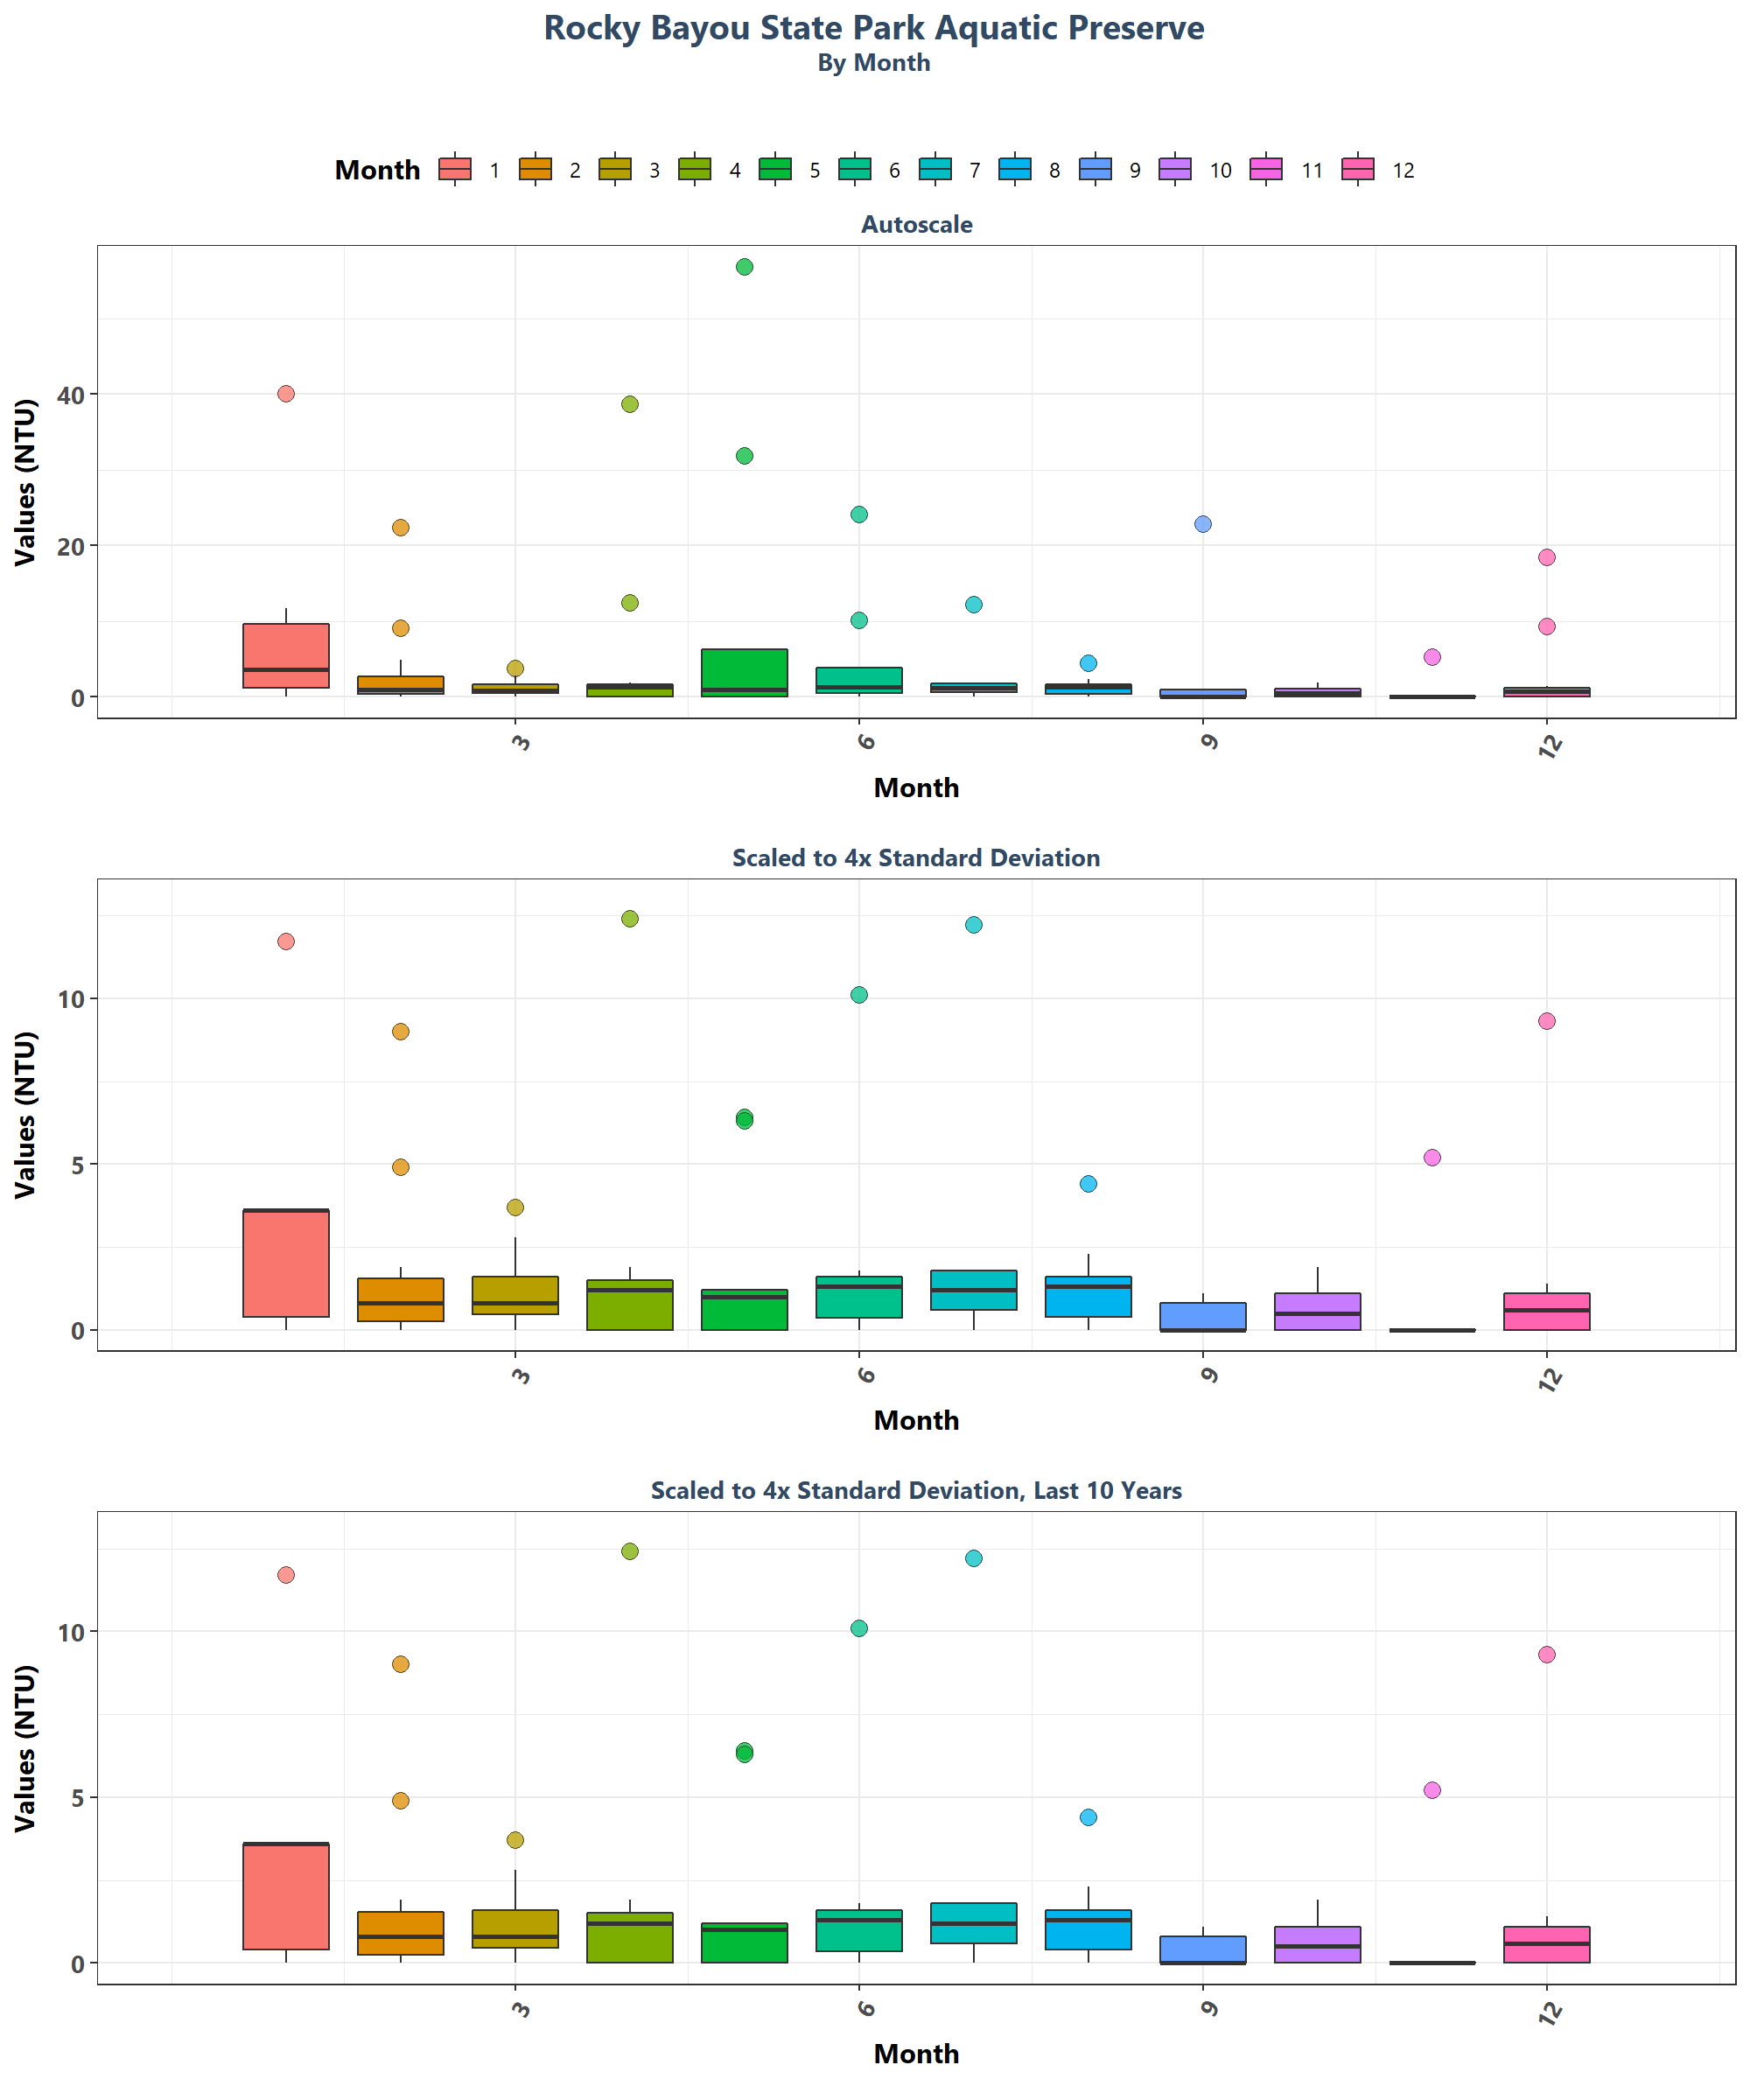 Rocky Bayou State Park Aquatic Preserve
By Month
Month 1 2 3 4 5 6 7 8 9 10 11 12
Autoscale
Values (NTU)
40
20
0
3 6 9 12
Month
Scaled to 4x Standard Deviation
Values (NTU)
10
5
0
3 6 9 12
Month
Scaled to 4x Standard Deviation, Last 10 Years
Values (NTU)
10
5
0
3 6 9 12
Month